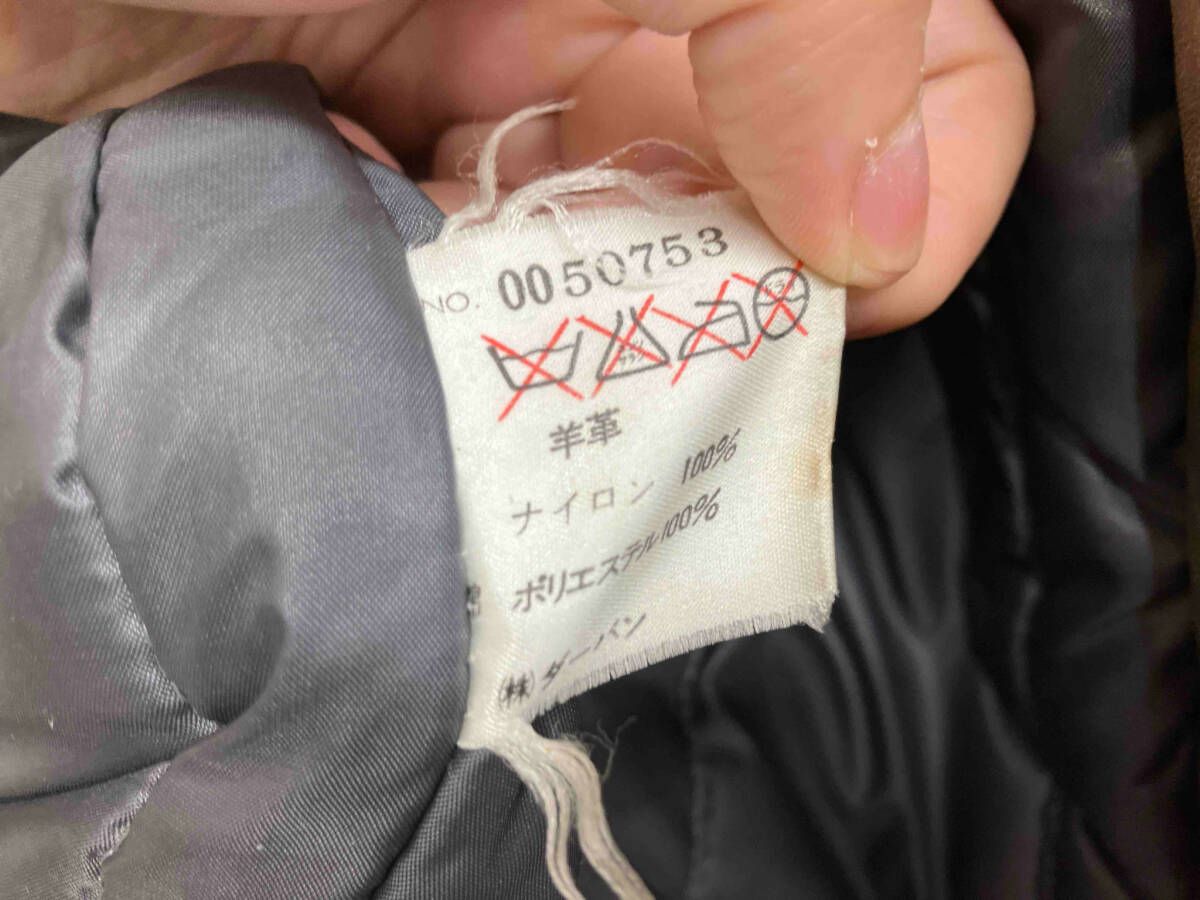 NO. 0050753
羊革
ナイロン 100%
ポリエステル100%
(株)ダーバン